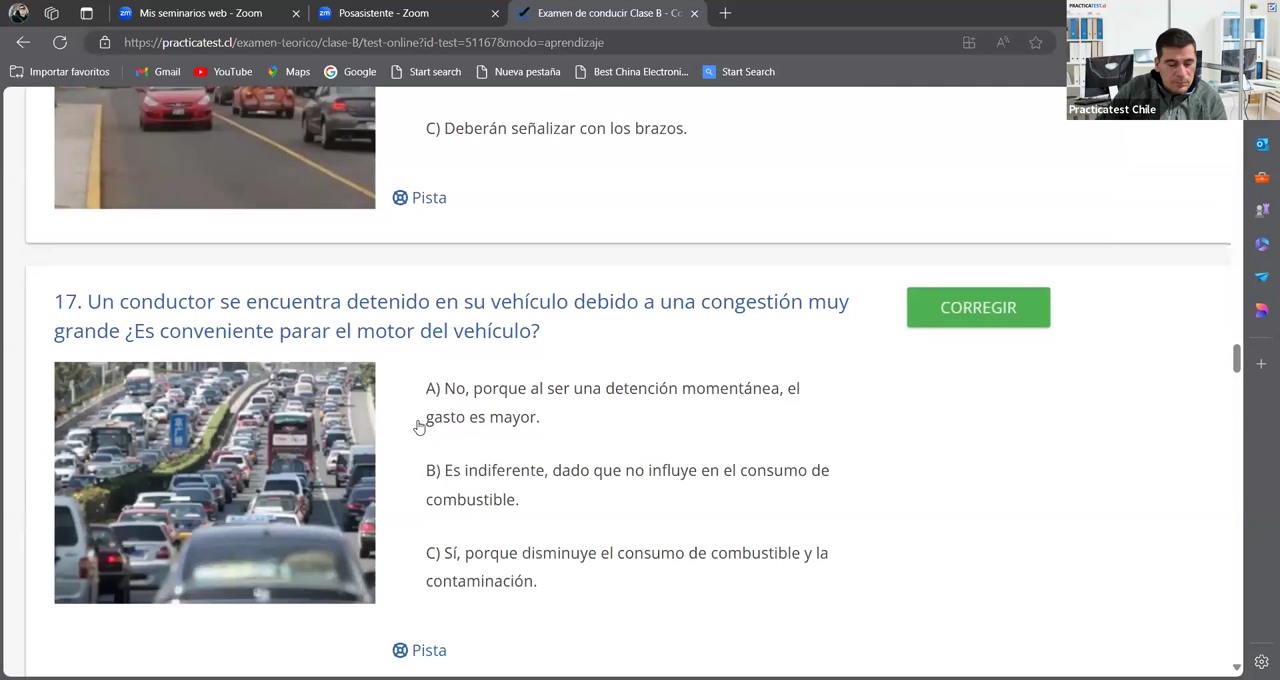 Mis seminarios web - Zoom
Posasistente - Zoom
Examen de conducir Clase B - Co
https://practicatest.cl/examen-teorico/clase-B/test-online?id-test=51167&modo=aprendizaje
Importar favoritos
Gmail
YouTube
Maps
Google
Start search
Nueva pestaña
Best China Electroni...
Start Search
PRACTICATEST.cl
Practicatest Chile
C) Deberán señalizar con los brazos.
Pista
17. Un conductor se encuentra detenido en su vehículo debido a una congestión muy
grande ¿Es conveniente parar el motor del vehículo?
CORREGIR
A) No, porque al ser una detención momentánea, el
gasto es mayor.
B) Es indiferente, dado que no influye en el consumo de
combustible.
C) Sí, porque disminuye el consumo de combustible y la
contaminación.
Pista